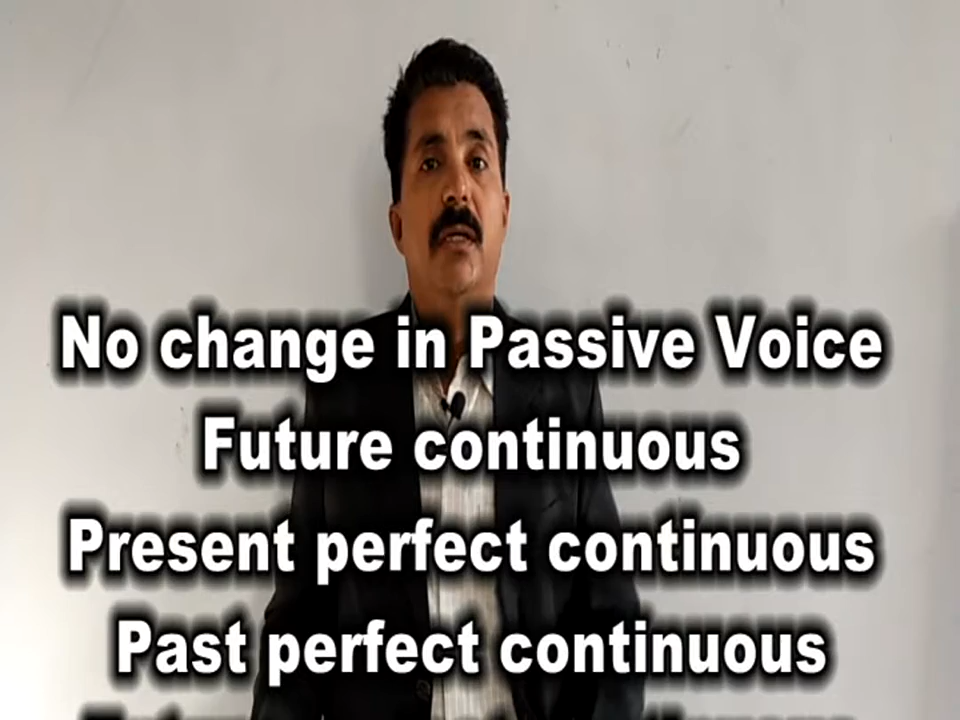 No change in Passive Voice
Future continuous
Present perfect continuous
Past perfect continuous